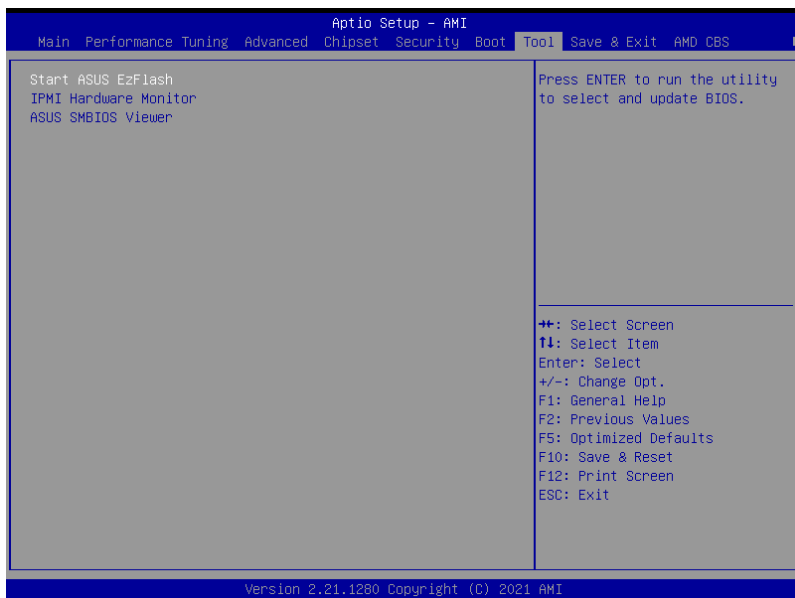 Aptio Setup – AMI
Main Performance Tuning Advanced Chipset Security Boot Tool Save & Exit AMD CBS
Start ASUS EzFlash
IPMI Hardware Monitor
ASUS SMBIOS Viewer
Press ENTER to run the utility
to select and update BIOS.
→←: Select Screen
↑↓: Select Item
Enter: Select
+/-: Change Opt.
F1: General Help
F2: Previous Values
F5: Optimized Defaults
F10: Save & Reset
F12: Print Screen
ESC: Exit
Version 2.21.1280 Copyright (C) 2021 AMI